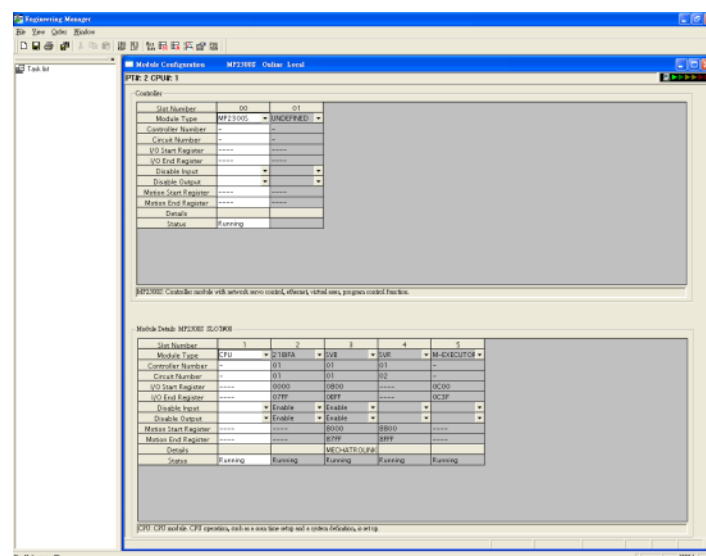 Engineering Manager
File View Order Window
Task list
Module Configuration MP2300S Online Local
PT#: 2 CPU#: 1
Controller
Slot Number 00 01
Module Type MP2300S UNDEFINED
Controller Number - -
Circuit Number - -
I/O Start Register ---- ----
I/O End Register ---- ----
Disable Input
Disable Output
Motion Start Register ---- ----
Motion End Register ---- ----
Details
Status Running
MP2300S: Controller module with network servo control, ethernet, virtual axes, program control function.
Module Details: MP2300S SLOT#00
Slot Number 1 2 3 4 5
Module Type CPU 218IFA SVB SVR M-EXECUTOR
Controller Number - 01 01 01 -
Circuit Number - 01 01 02 -
I/O Start Register ---- 0000 0800 ---- 0C00
I/O End Register ---- 07FF 0BFF ---- 0C3F
Disable Input Enable Enable
Disable Output Enable Enable
Motion Start Register ---- ---- 8000 8800 ----
Motion End Register ---- ---- 87FF 8FFF ----
Details MECHATROLINK
Status Running Running Running Running Running
CPU: CPU module. CPU operation, such as a scan time setup and a system definition, is set up.